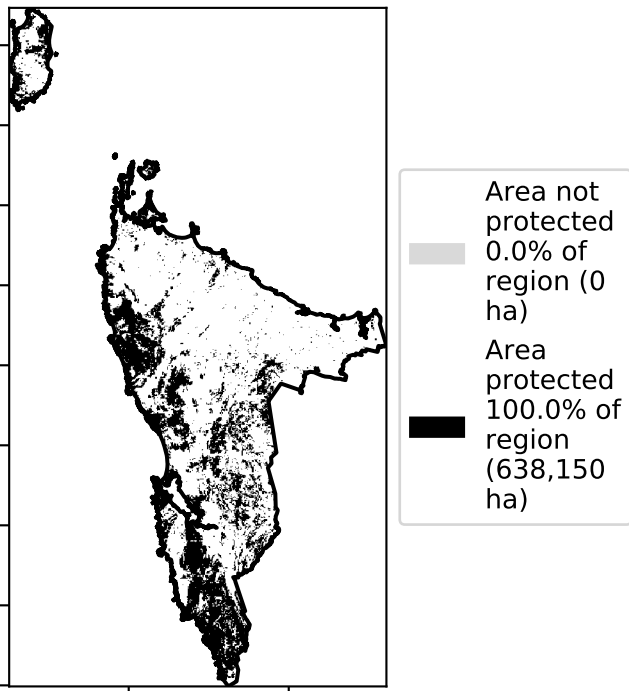 Area not
protected
0.0% of
region (0
ha)
Area
protected
100.0% of
region
(638,150
ha)